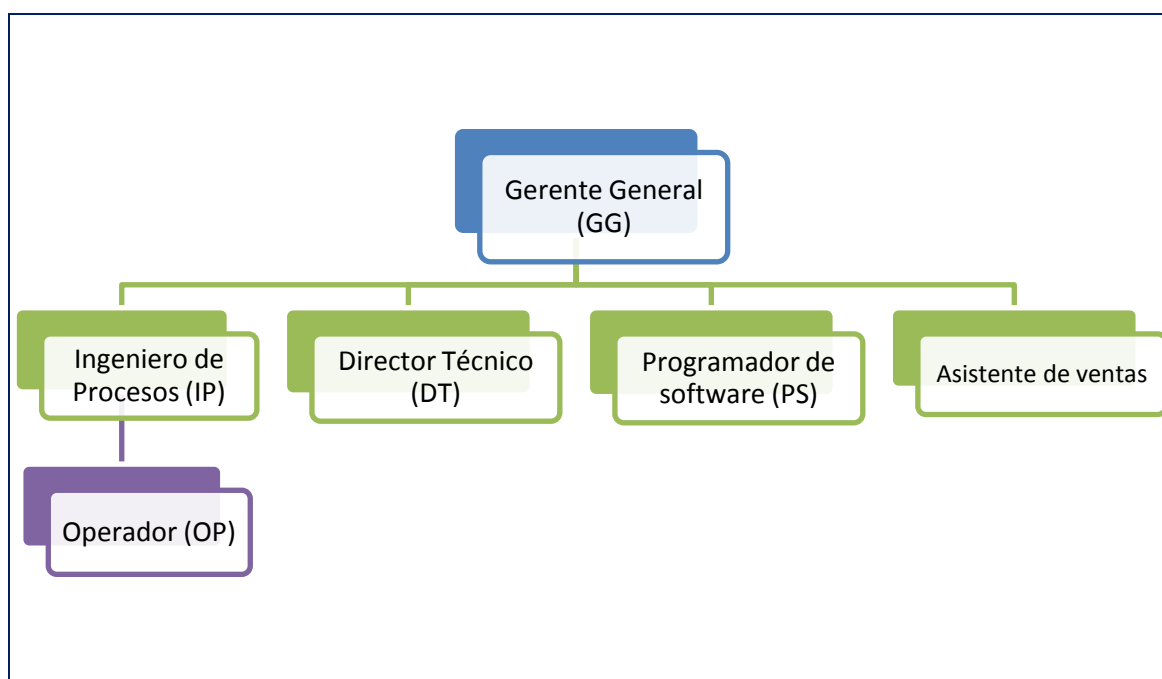 Gerente General
(GG)
Ingeniero de
Procesos (IP)
Director Técnico
(DT)
Programador de
software (PS)
Asistente de ventas
Operador (OP)